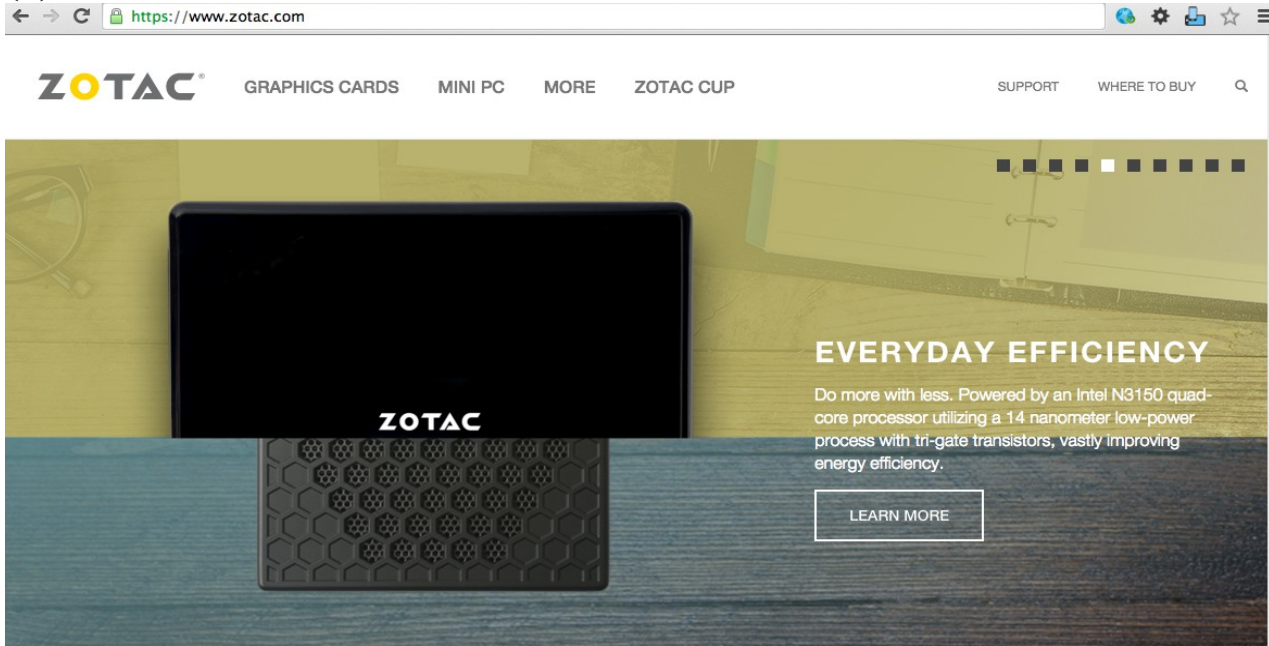 https://www.zotac.com
ZOTAC®
GRAPHICS CARDS MINI PC MORE ZOTAC CUP
SUPPORT WHERE TO BUY
EVERYDAY EFFICIENCY
Do more with less. Powered by an Intel N3150 quad-
core processor utilizing a 14 nanometer low-power
process with tri-gate transistors, vastly improving
energy efficiency.
ZOTAC
LEARN MORE